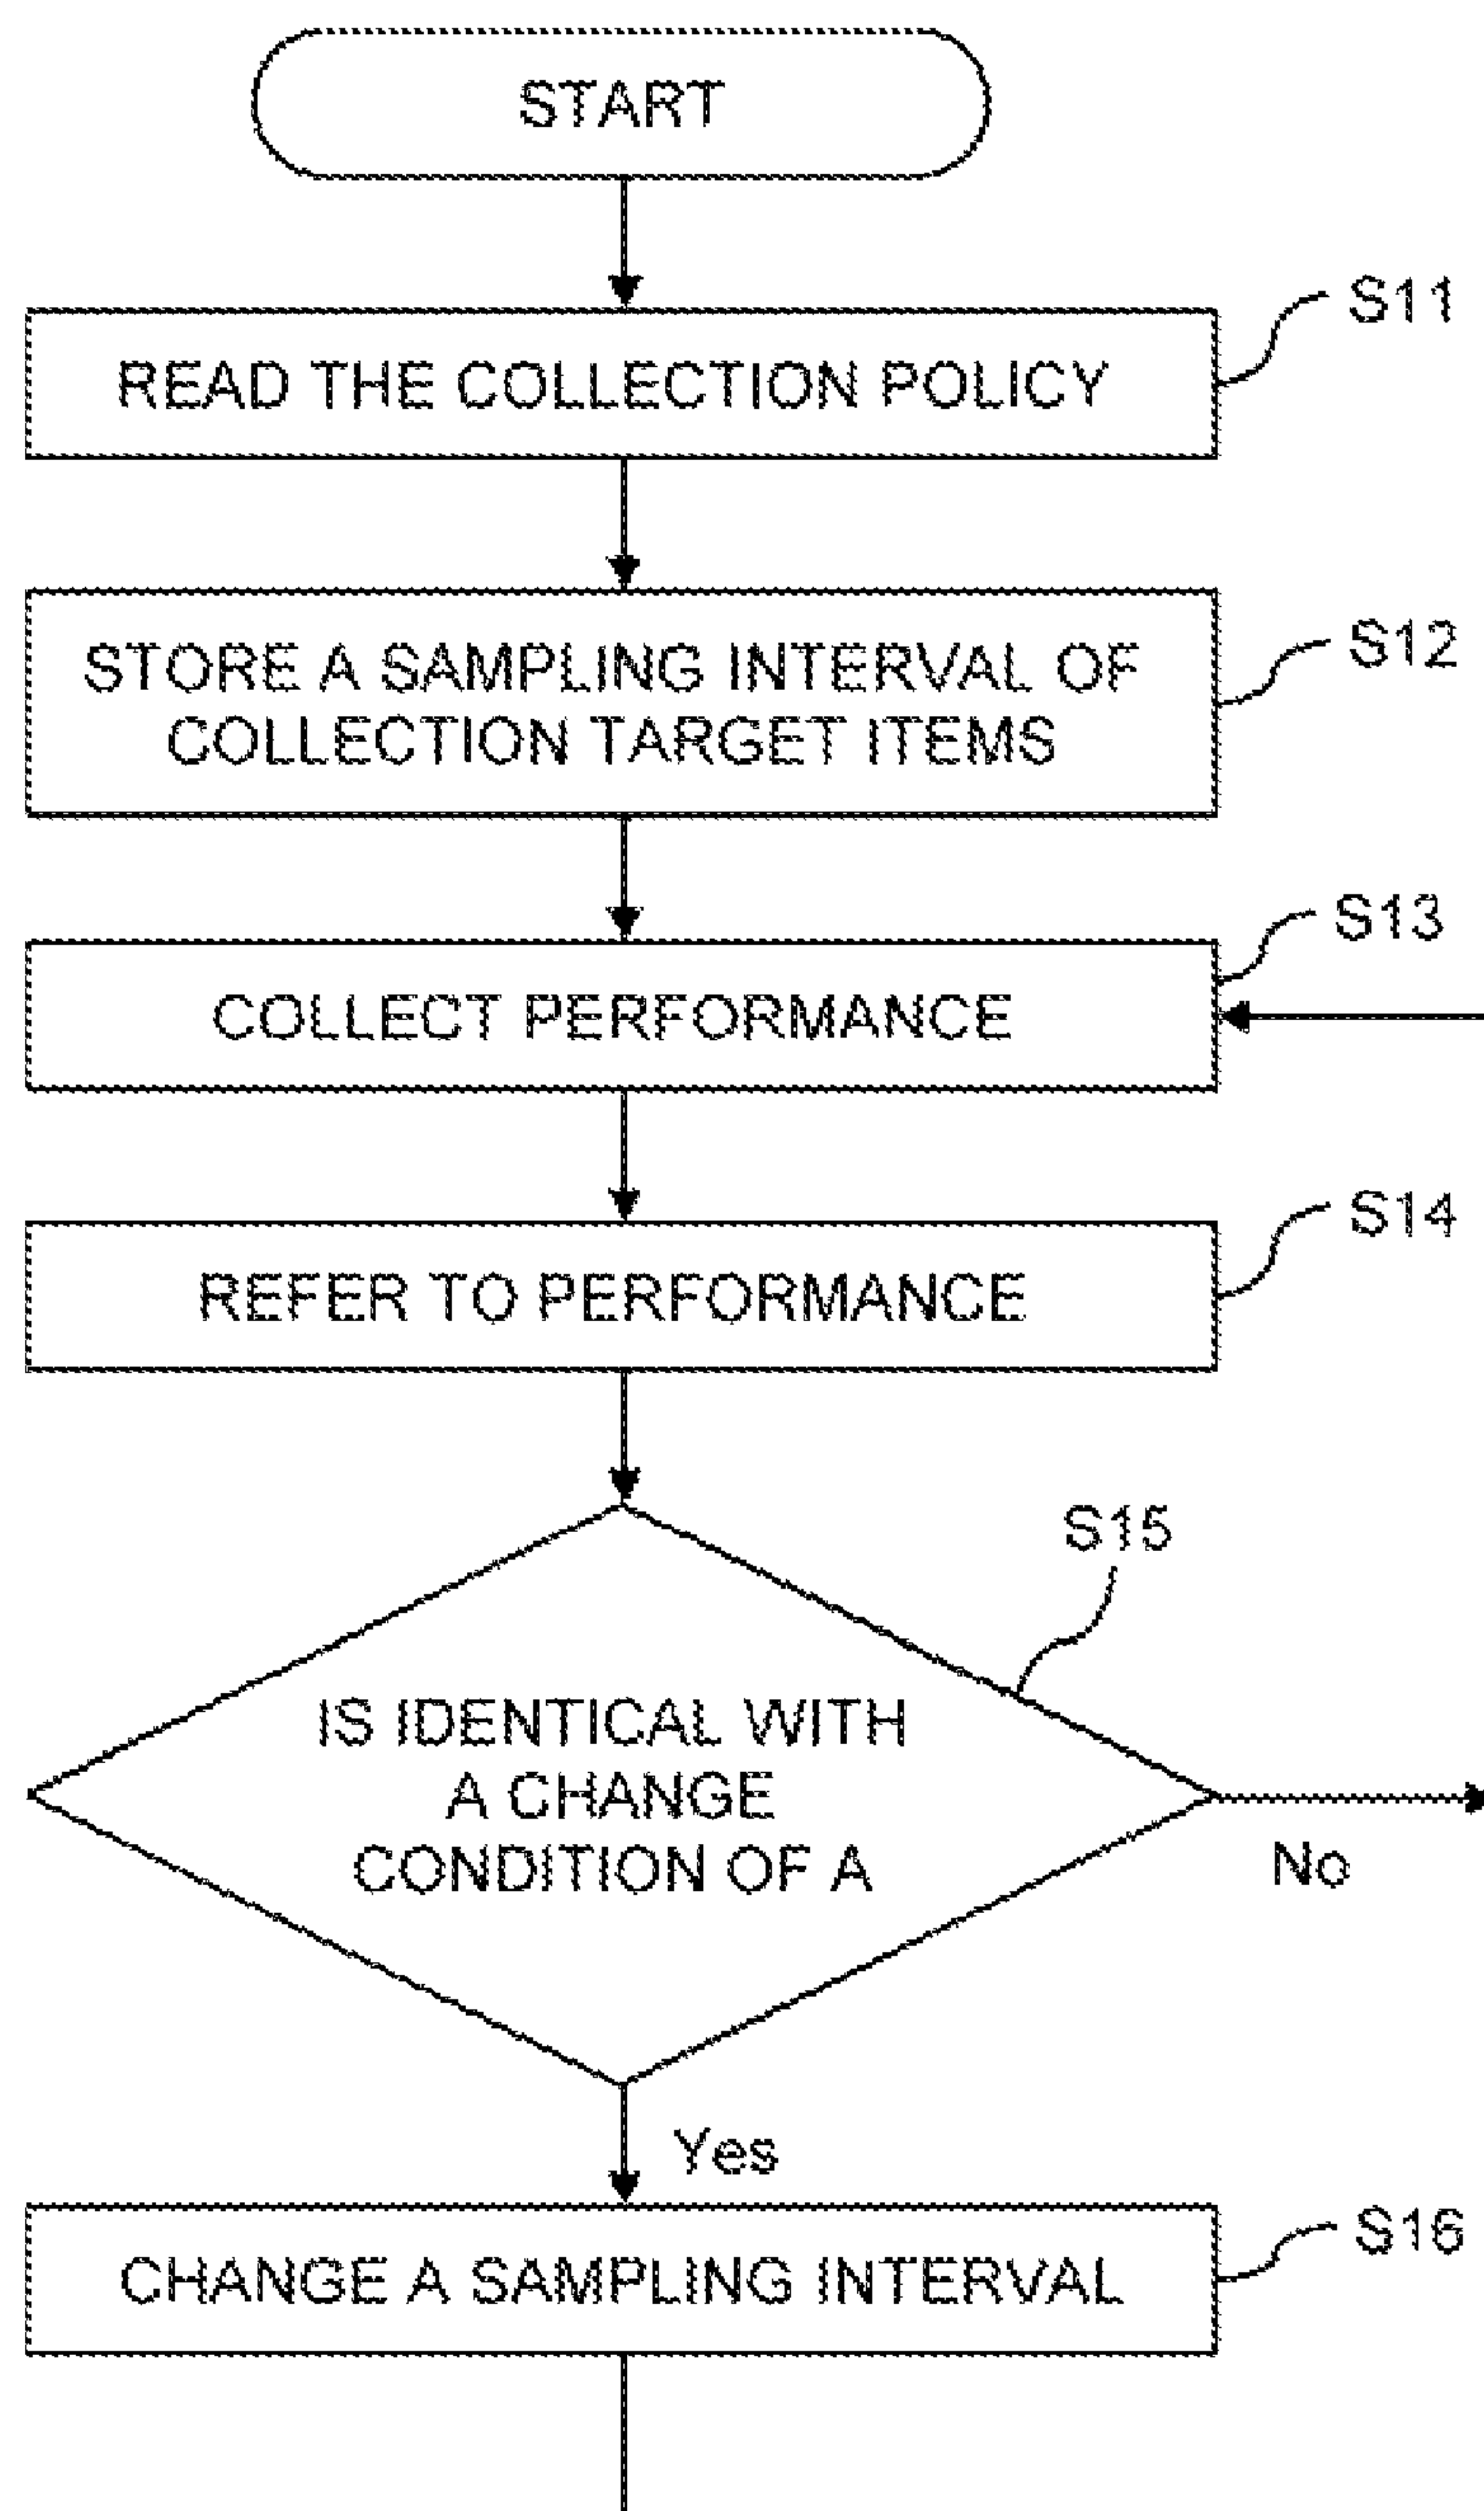 START
S11
READ THE COLLECTION POLICY
S12
STORE A SAMPLING INTERVAL OF
COLLECTION TARGET ITEMS
S13
COLLECT PERFORMANCE
S14
REFER TO PERFORMANCE
S15
IS IDENTICAL WITH
A CHANGE
CONDITION OF A
No
Yes
S16
CHANGE A SAMPLING INTERVAL